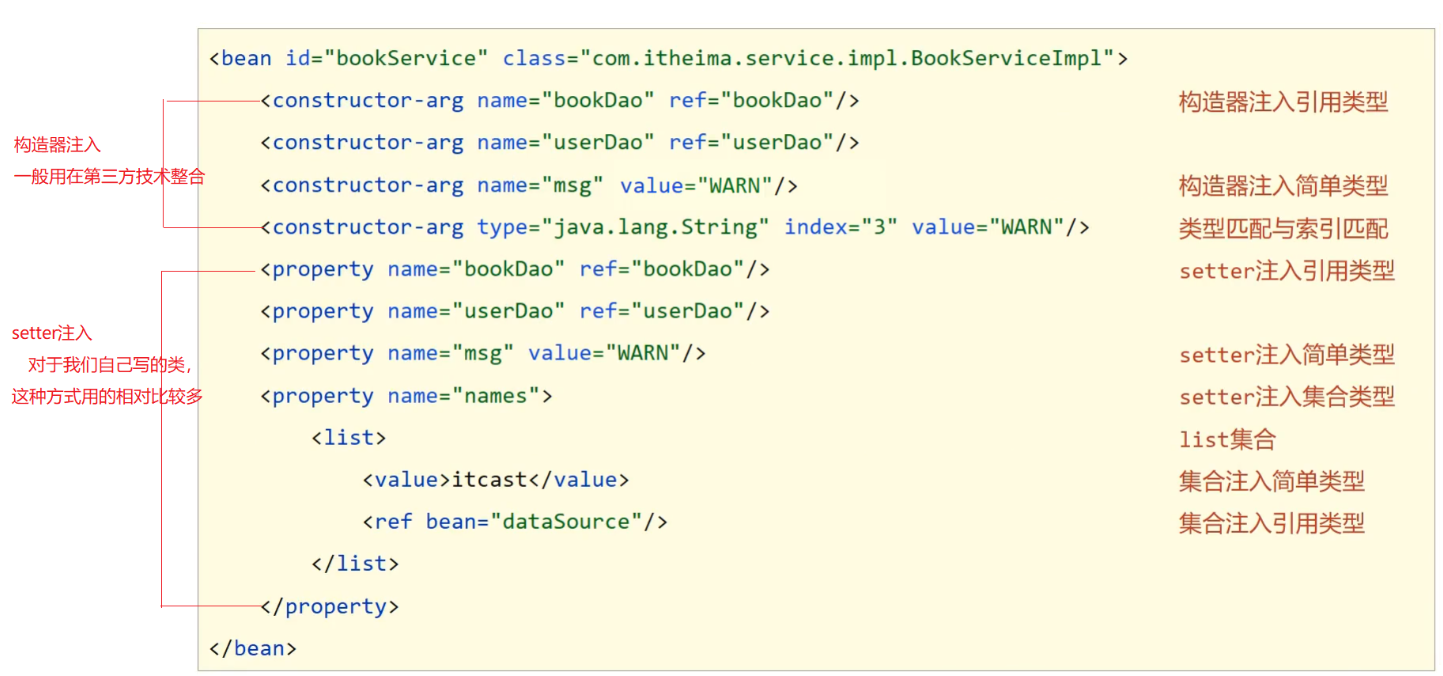 <bean id="bookService" class="com.itheima.service.impl.BookServiceImpl">
<constructor-arg name="bookDao" ref="bookDao"/> 构造器注入引用类型
<constructor-arg name="userDao" ref="userDao"/>
构造器注入
一般用在第三方技术整合
<constructor-arg name="msg" value="WARN"/> 构造器注入简单类型
<constructor-arg type="java.lang.String" index="3" value="WARN"/> 类型匹配与索引匹配
<property name="bookDao" ref="bookDao"/> setter注入引用类型
<property name="userDao" ref="userDao"/>
setter注入
对于我们自己写的类，
这种方式用的相对比较多
<property name="msg" value="WARN"/> setter注入简单类型
<property name="names"> setter注入集合类型
<list> list集合
<value>itcast</value> 集合注入简单类型
<ref bean="dataSource"/> 集合注入引用类型
</list>
</property>
</bean>